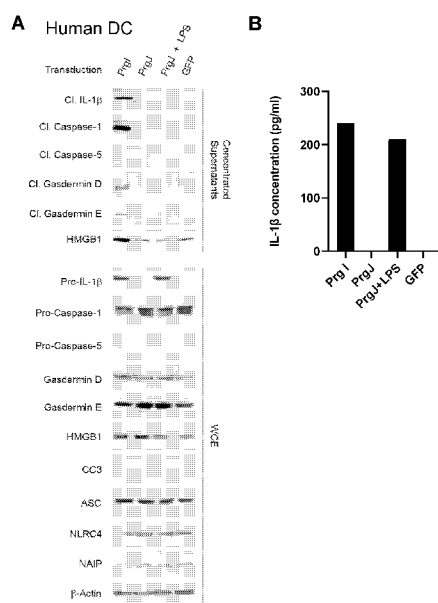 A
Human DC
Transduction
PrgI
PrgJ
PrgJ + LPS
GFP
Cl. IL-1β
Cl. Caspase-1
Cl. Caspase-5
Cl. Gasdermin D
Cl. Gasdermin E
HMGB1
Concentrated
Supernatants
Pro-IL-1β
Pro-Caspase-1
Pro-Caspase-5
Gasdermin D
Gasdermin E
HMGB1
CC3
ASC
NLRC4
NAIP
β-Actin
WCE
B
IL-1β concentration (pg/ml)
300
200
100
0
Prg I
PrgJ
PrgJ+LPS
GFP